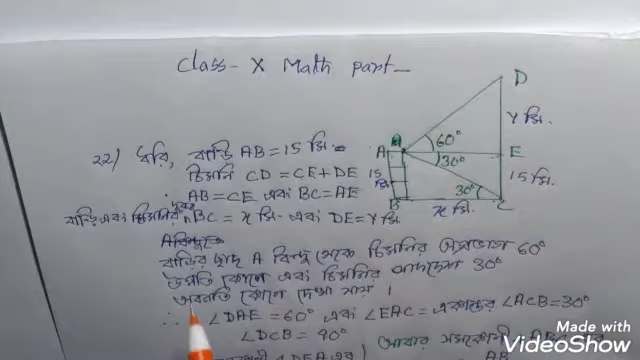 Class - X Math part -
D
y মি.
A 60° E
30°
15 মি. 15 মি.
30°
B x মি. C
২২) ধরি, বাড়ি AB = 15 মি.
চিমনি CD = CE + DE
∴ AB = CE এবং BC = AE
বাড়ি এবং চিমনির দূরত্ব BC = x মি. এবং DE = y মি.
বাড়ির ছাদ A বিন্দু থেকে চিমনির অগ্রভাগ 60°
উন্নতি কোণে এবং চিমনির পাদদেশ 30°
অবনতি কোণে দেখা যায়।
∴ ∠DAE = 60° এবং ∠EAC = একান্তর ∠ACB = 30°
∠DCB = 90°
আবার সমকোণী
Made with
VideoShow